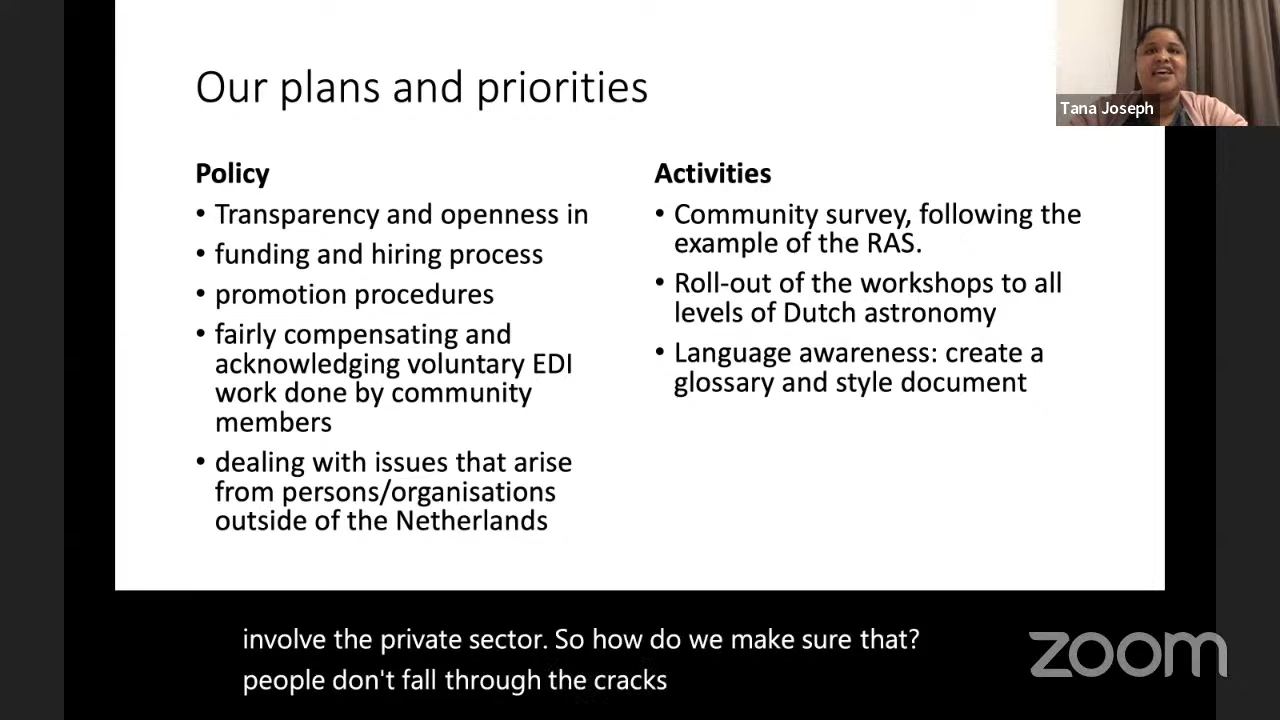 Our plans and priorities
Tana Joseph
Policy
• Transparency and openness in
• funding and hiring process
• promotion procedures
• fairly compensating and
acknowledging voluntary EDI
work done by community
members
• dealing with issues that arise
from persons/organisations
outside of the Netherlands
Activities
• Community survey, following the
example of the RAS.
• Roll-out of the workshops to all
levels of Dutch astronomy
• Language awareness: create a
glossary and style document
involve the private sector. So how do we make sure that?
people don't fall through the cracks
zoom